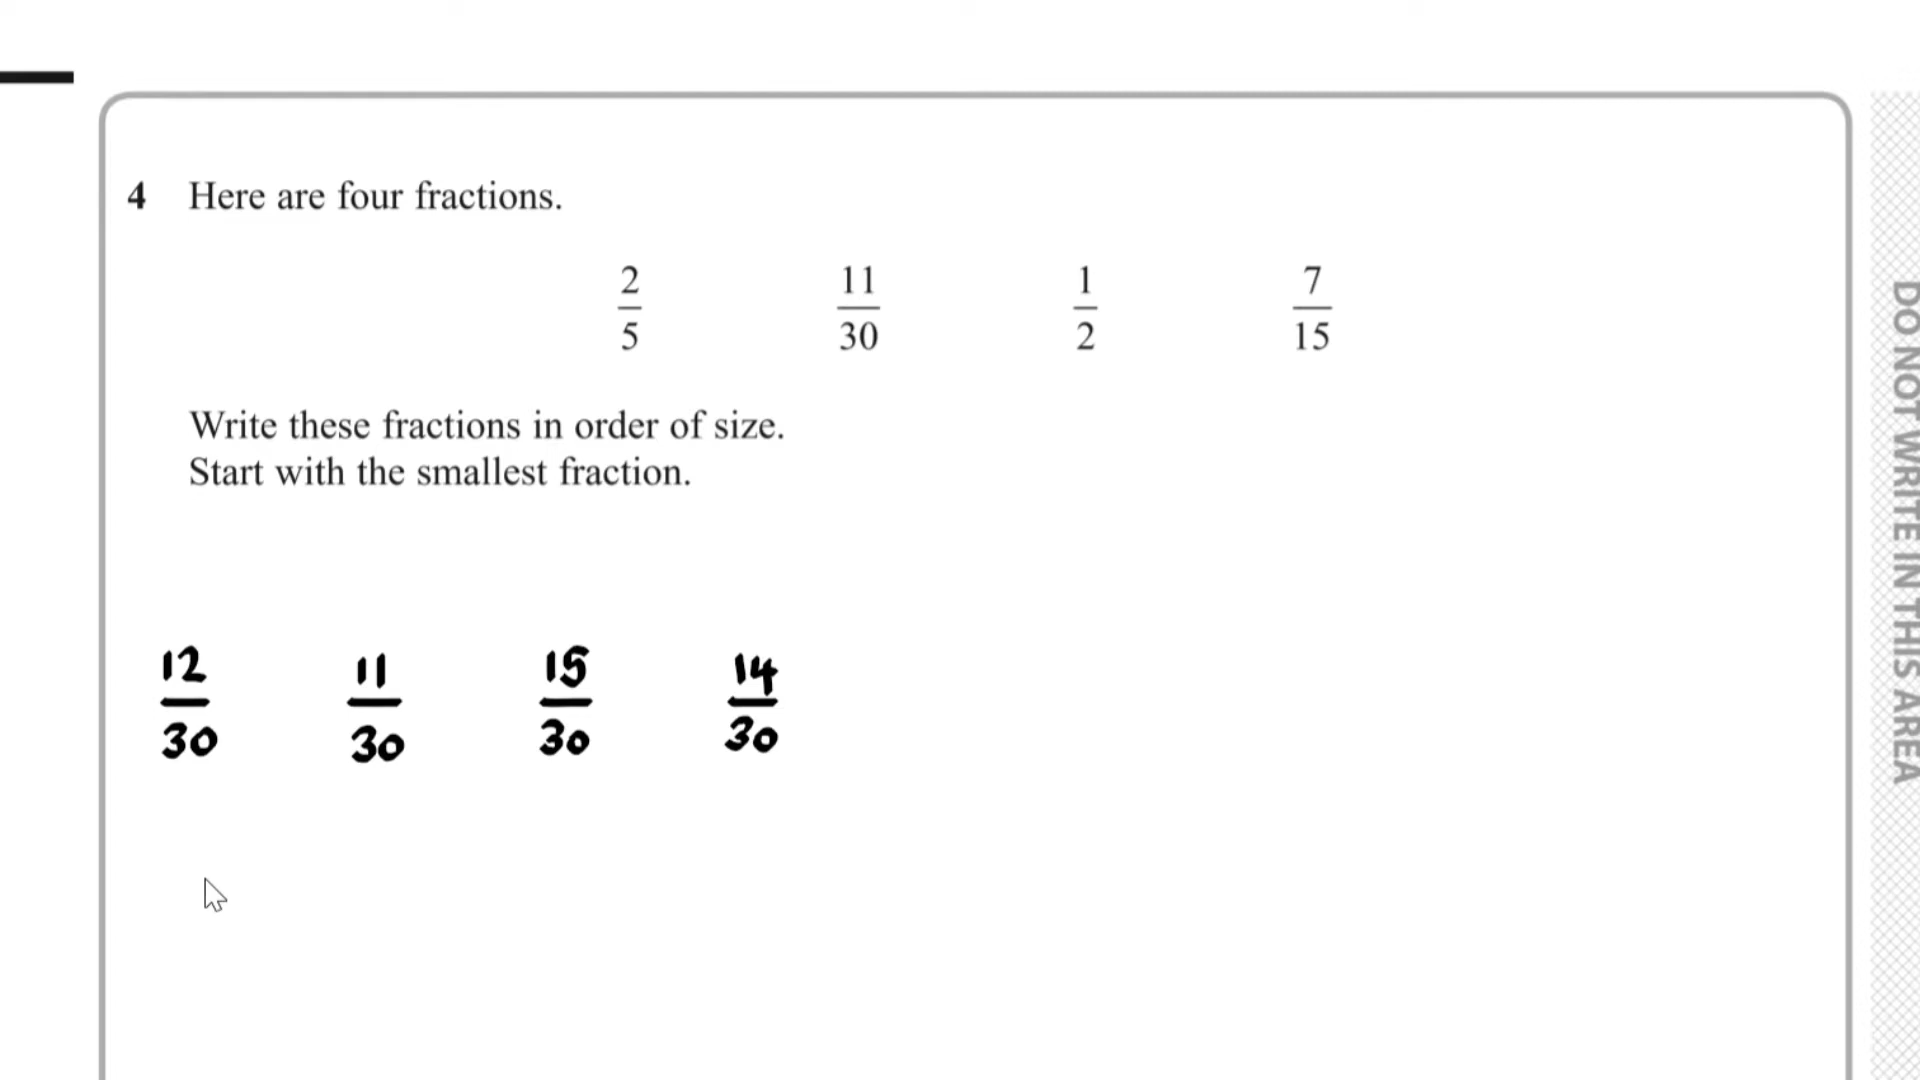 4 Here are four fractions.
2/5 11/30 1/2 7/15
Write these fractions in order of size.
Start with the smallest fraction.
12/30 11/30 15/30 14/30
DO NOT WRITE IN THIS AREA